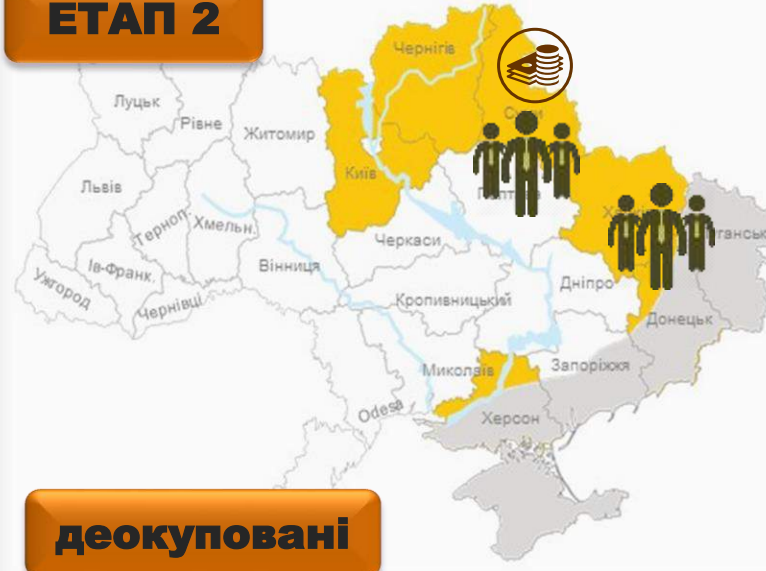 ЕТАП 2
Чернігів
Луцьк
Рівне
Житомир
Київ
Львів
Терноп.
Хмельн.
Черкаси
Вінниця
Ів-Франк.
Ужгород
Чернівці
Кропивницький
Дніпро
Донецьк
Миколаїв
Запоріжжя
Odesa
Херсон
деокуповані